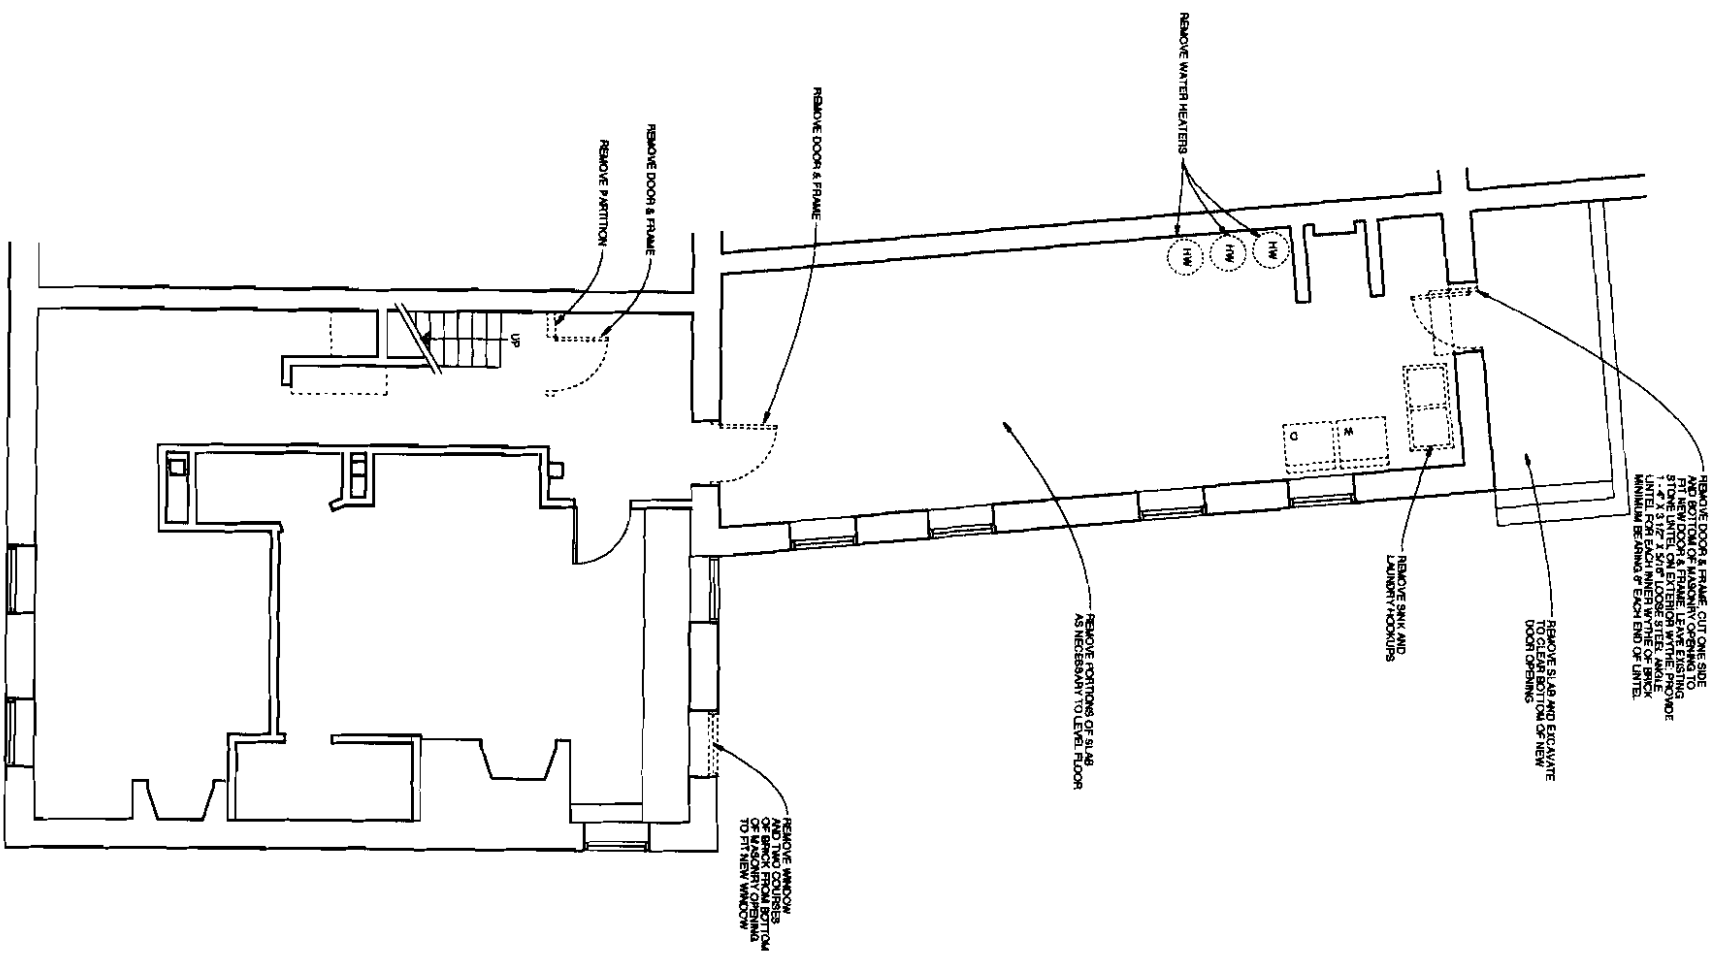 REMOVE WATER HEATERS
REMOVE DOOR & FRAME
REMOVE DOOR & FRAME
REMOVE PARTITION
UP
HW
HW
HW
D
W
REMOVE DOOR & FRAME. CUT ONE SIDE
AND BOTTOM OF MASONRY OPENING TO
FIT NEW DOOR & FRAME. LEAVE EXISTING
STONE LINTEL ON EXTERIOR WYTHE. PROVIDE
1 - 4" X 3 1/2" X 5/16" LOOSE STEEL ANGLE
LINTEL FOR EACH INNER WYTHE OF BRICK
MINIMUM BEARING 6" EACH END OF LINTEL
REMOVE SLAB AND EXCAVATE
TO CLEAR BOTTOM OF NEW
DOOR OPENING
REMOVE SINK AND
LAUNDRY HOOKUPS
REMOVE PORTIONS OF SLAB
AS NECESSARY TO LEVEL FLOOR
REMOVE WINDOW
AND TWO COURSES
OF BRICK FROM BOTTOM
OF MASONRY OPENING
TO FIT NEW WINDOW